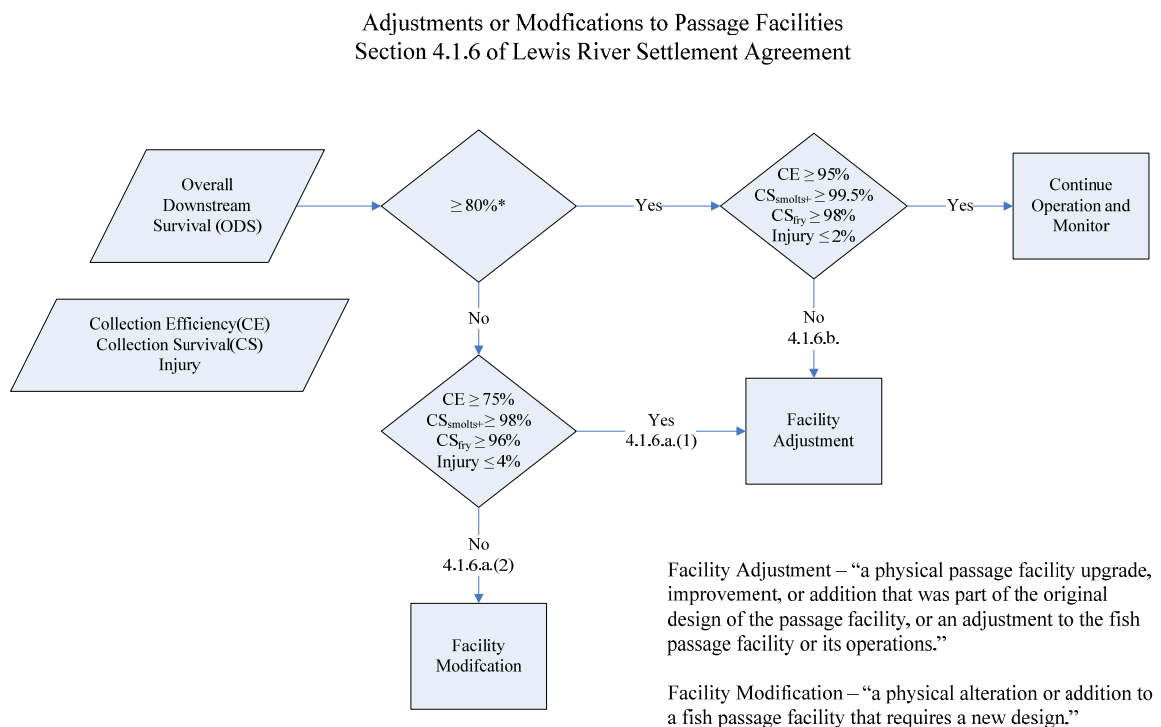 Adjustments or Modfications to Passage Facilities
Section 4.1.6 of Lewis River Settlement Agreement
Overall
Downstream
Survival (ODS)
≥ 80%*
Yes
CE ≥ 95%
CSsmolts+ ≥ 99.5%
CSfry ≥ 98%
Injury ≤ 2%
Yes
Continue
Operation and
Monitor
Collection Efficiency(CE)
Collection Survival(CS)
Injury
No
No
4.1.6.b.
CE ≥ 75%
CSsmolts+ ≥ 98%
CSfry ≥ 96%
Injury ≤ 4%
Yes
4.1.6.a.(1)
Facility
Adjustment
No
4.1.6.a.(2)
Facility
Modifcation
Facility Adjustment – “a physical passage facility upgrade,
improvement, or addition that was part of the original
design of the passage facility, or an adjustment to the fish
passage facility or its operations.”
Facility Modification – “a physical alteration or addition to
a fish passage facility that requires a new design.”